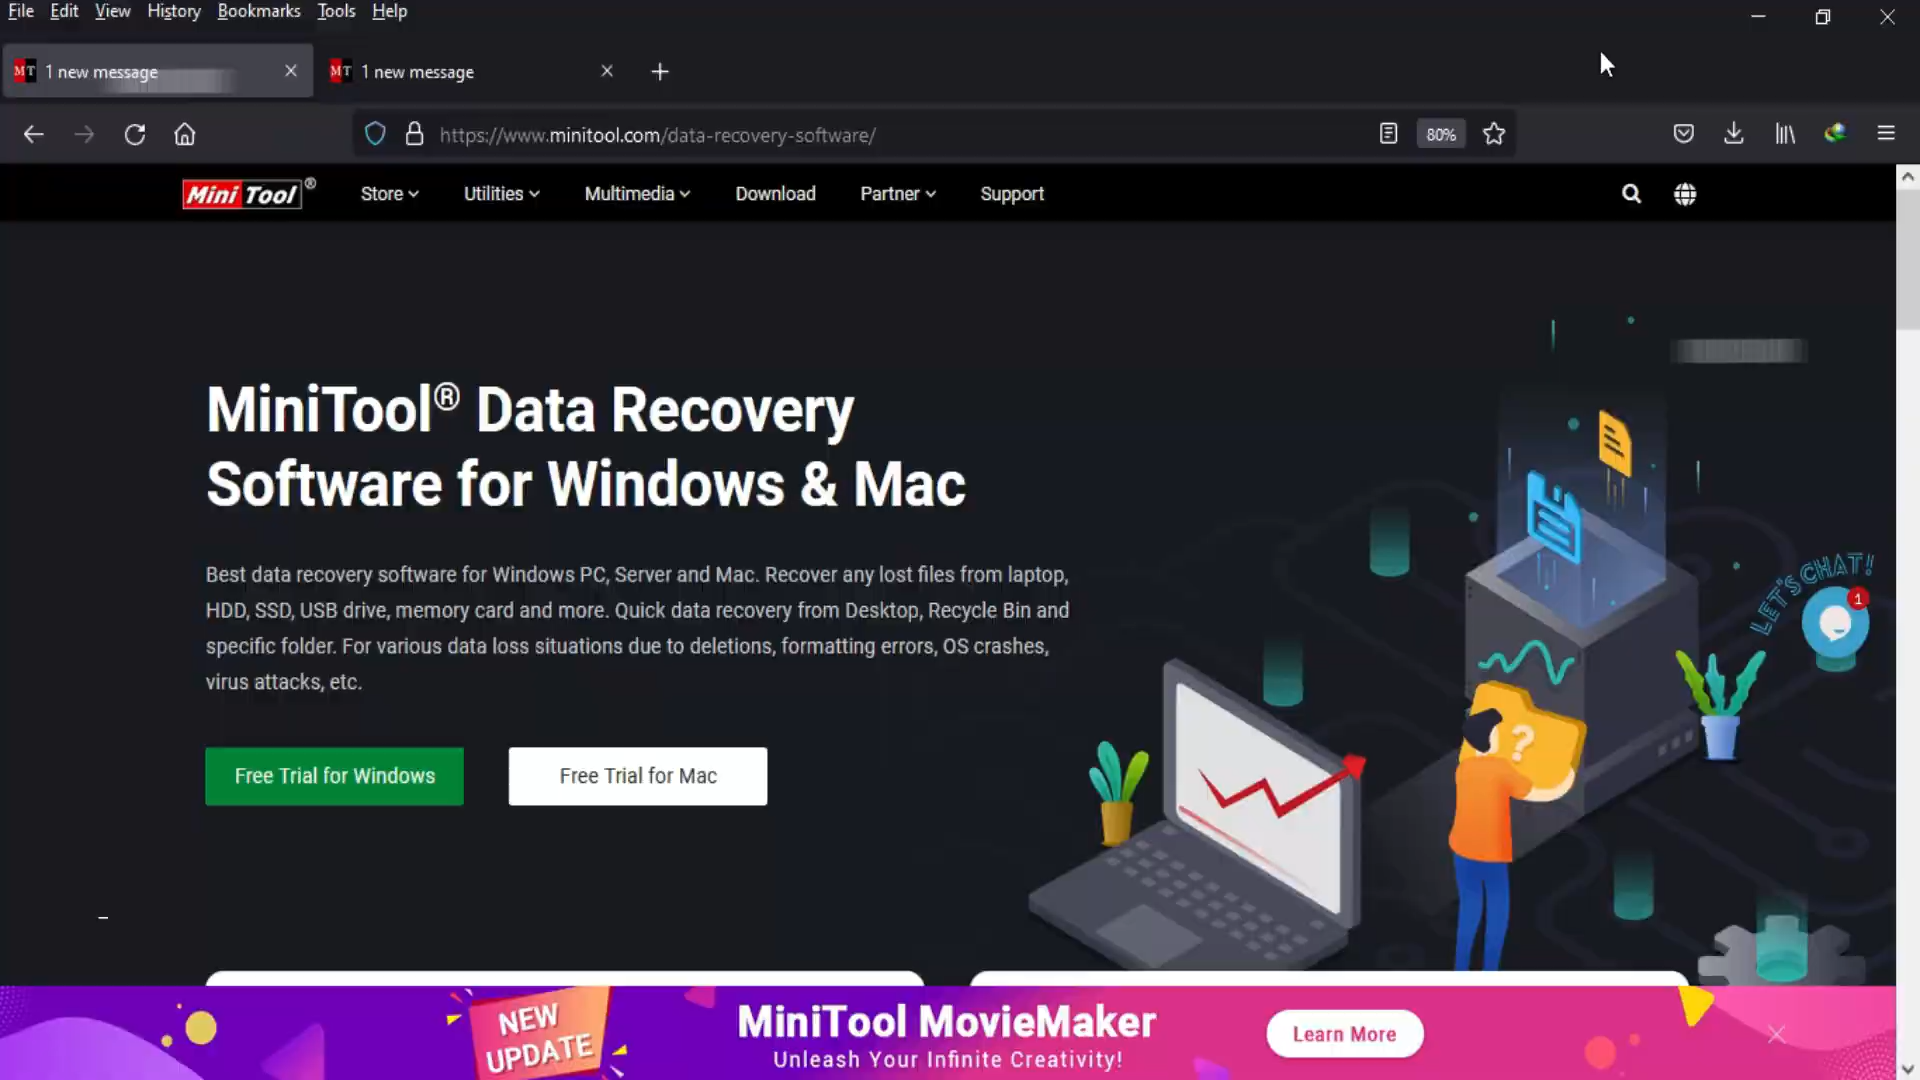 File Edit View History Bookmarks Tools Help
MT 1 new message
MT 1 new message
https://www.minitool.com/data-recovery-software/
80%
Mini Tool®
Store
Utilities
Multimedia
Download
Partner
Support
MiniTool® Data Recovery
Software for Windows & Mac
Best data recovery software for Windows PC, Server and Mac. Recover any lost files from laptop,
HDD, SSD, USB drive, memory card and more. Quick data recovery from Desktop, Recycle Bin and
specific folder. For various data loss situations due to deletions, formatting errors, OS crashes,
virus attacks, etc.
Free Trial for Windows
Free Trial for Mac
?
LET'S CHAT!
1
NEW
UPDATE
MiniTool MovieMaker
Unleash Your Infinite Creativity!
Learn More